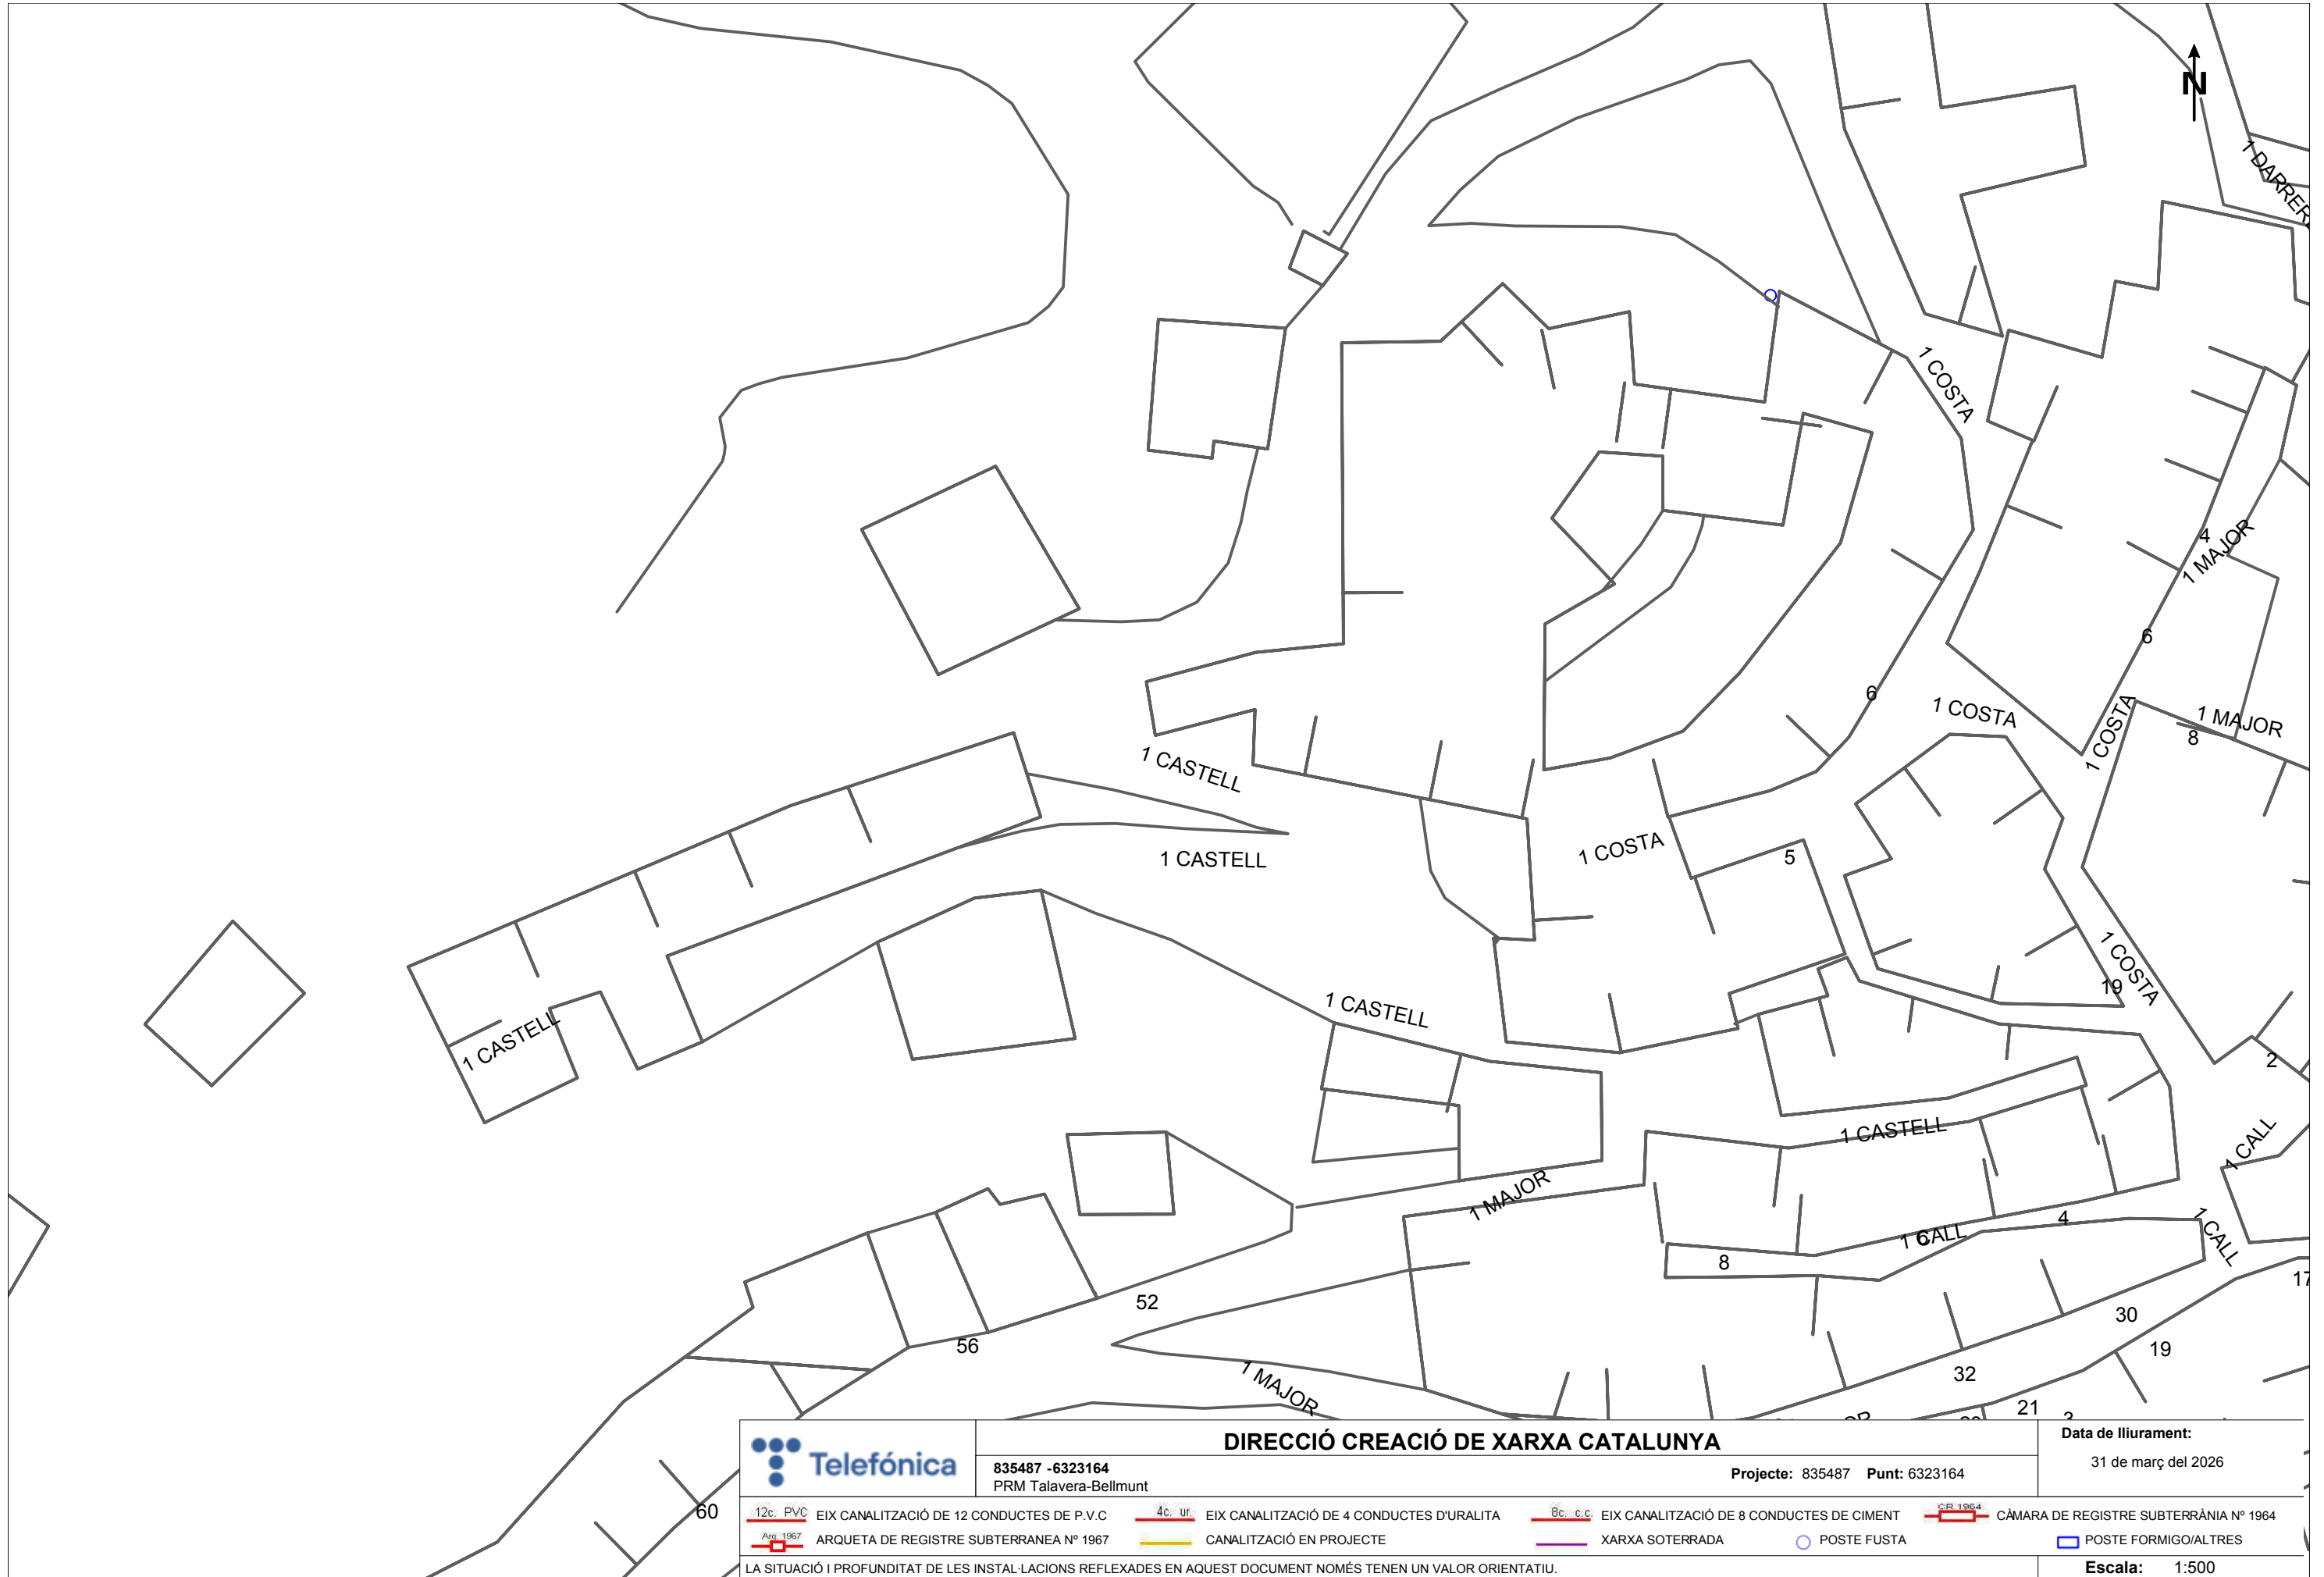 N
1 DARRER
1 COSTA
4
1 MAJOR
6
6
1 COSTA
1 COSTA
1 MAJOR
8
1 CASTELL
1 COSTA
5
1 CASTELL
1 COSTA
19
1 CASTELL
1 CASTELL
2
1 CASTELL
1 CALL
1 MAJOR
4
1 CALL
6
1 CALL
8
17
52
30
56
19
32
1 MAJOR
21
3
60
Telefónica
DIRECCIÓ CREACIÓ DE XARXA CATALUNYA
835487 -6323164
PRM Talavera-Bellmunt
Projecte: 835487 Punt: 6323164
Data de lliurament:
31 de març del 2026
12c. PVC EIX CANALITZACIÓ DE 12 CONDUCTES DE P.V.C
4c. ur. EIX CANALITZACIÓ DE 4 CONDUCTES D'URALITA
8c. c.c. EIX CANALITZACIÓ DE 8 CONDUCTES DE CIMENT
C.R. 1964 CÀMARA DE REGISTRE SUBTERRÀNIA Nº 1964
Arq. 1967 ARQUETA DE REGISTRE SUBTERRANEA Nº 1967
CANALITZACIÓ EN PROJECTE
XARXA SOTERRADA
POSTE FUSTA
POSTE FORMIGO/ALTRES
LA SITUACIÓ I PROFUNDITAT DE LES INSTAL·LACIONS REFLEXADES EN AQUEST DOCUMENT NOMÉS TENEN UN VALOR ORIENTATIU.
Escala: 1:500